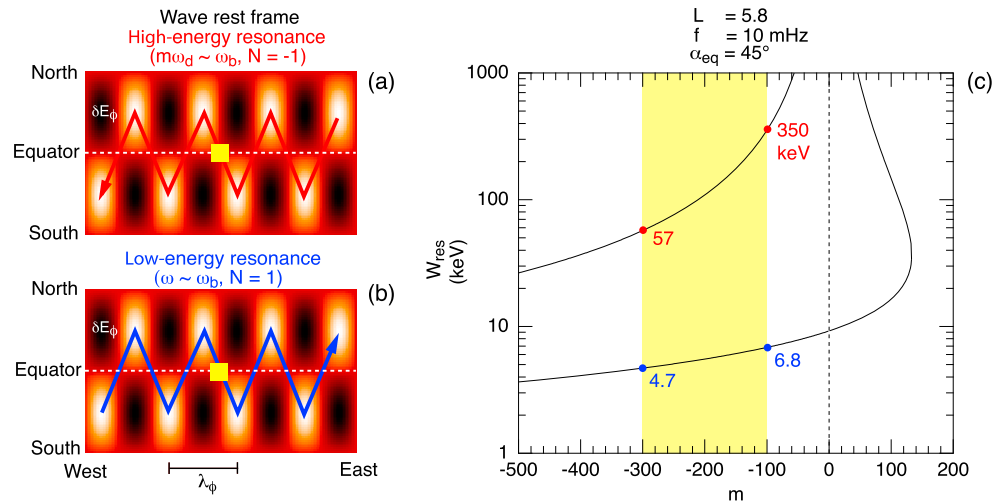 Wave rest frame
High-energy resonance
(mω_d ~ ω_b, N = -1)
North
(a)
δE_ϕ
Equator
South
Low-energy resonance
(ω ~ ω_b, N = 1)
North
(b)
δE_ϕ
Equator
South
West
East
λ_ϕ
L = 5.8
f = 10 mHz
α_eq = 45°
(c)
1000
100
10
1
W_res
(keV)
350
keV
57
6.8
4.7
-500 -400 -300 -200 -100 0 100 200
m